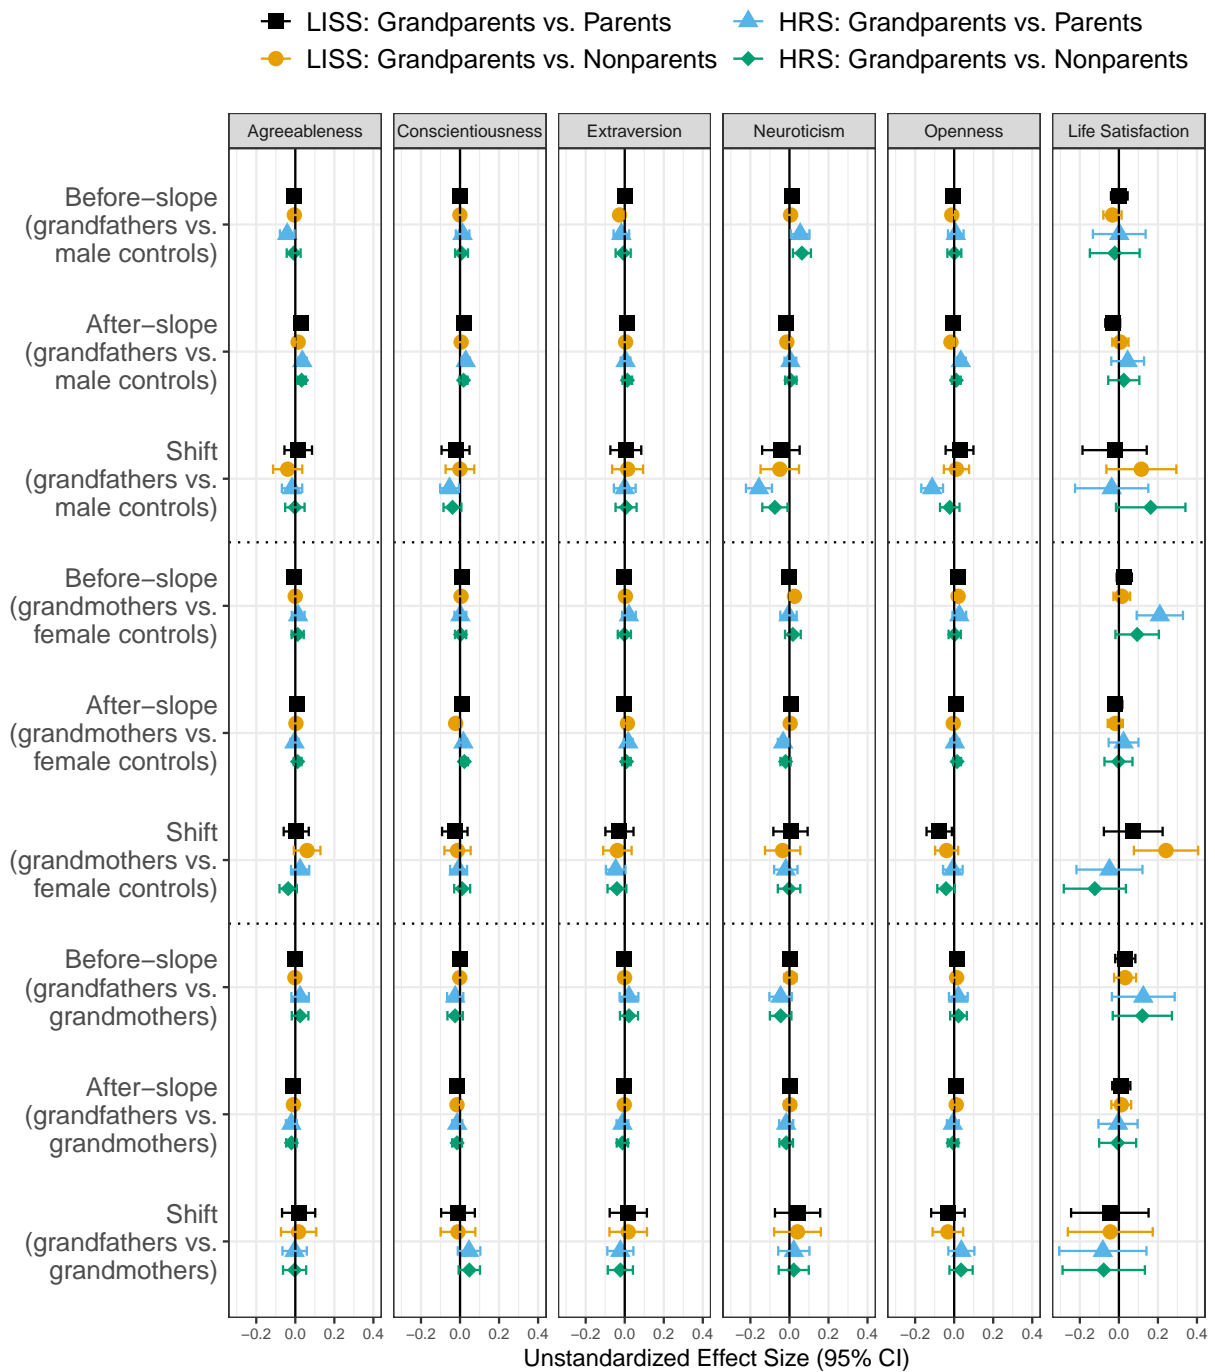 LISS: Grandparents vs. Parents
HRS: Grandparents vs. Parents
LISS: Grandparents vs. Nonparents
HRS: Grandparents vs. Nonparents
Agreeableness
Conscientiousness
Extraversion
Neuroticism
Openness
Life Satisfaction
Before−slope
(grandfathers vs.
male controls)
After−slope
(grandfathers vs.
male controls)
Shift
(grandfathers vs.
male controls)
Before−slope
(grandmothers vs.
female controls)
After−slope
(grandmothers vs.
female controls)
Shift
(grandmothers vs.
female controls)
Before−slope
(grandfathers vs.
grandmothers)
After−slope
(grandfathers vs.
grandmothers)
Shift
(grandfathers vs.
grandmothers)
−0.2 0.0 0.2 0.4
−0.2 0.0 0.2 0.4
−0.2 0.0 0.2 0.4
−0.2 0.0 0.2 0.4
−0.2 0.0 0.2 0.4
−0.2 0.0 0.2 0.4
Unstandardized Effect Size (95% CI)